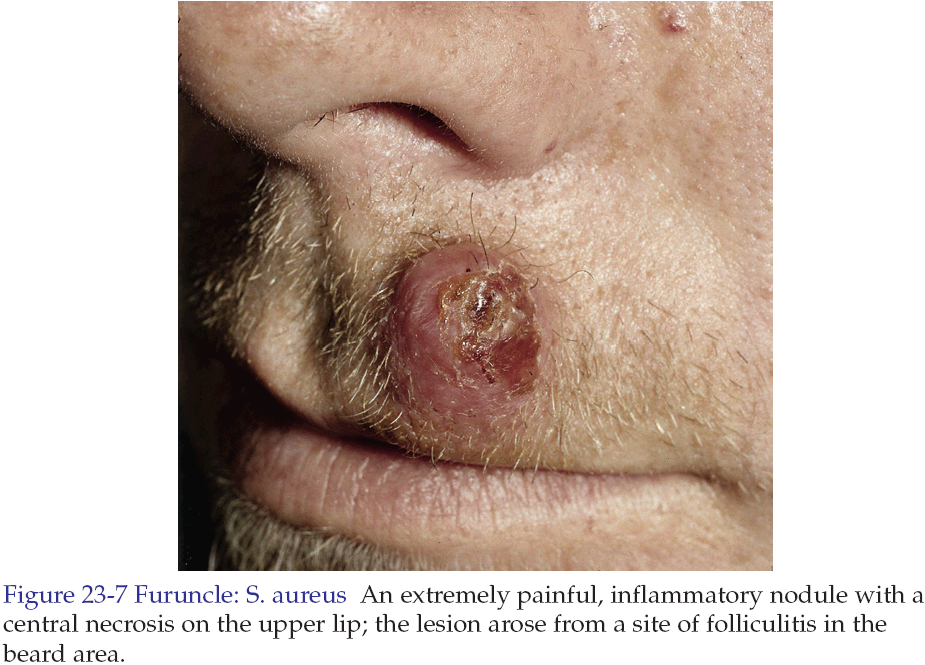 Figure 23-7 Furuncle: S. aureus An extremely painful, inflammatory nodule with a
central necrosis on the upper lip; the lesion arose from a site of folliculitis in the
beard area.